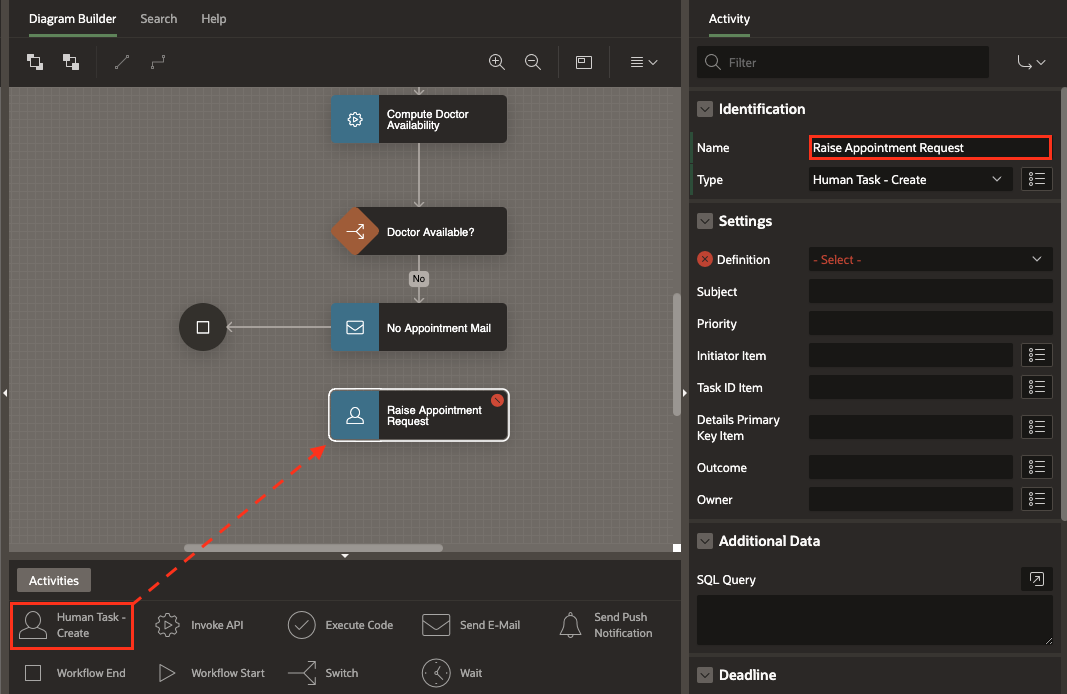 Diagram Builder
Search
Help
Compute Doctor
Availability
Doctor Available?
No
No Appointment Mail
Raise Appointment
Request
Activities
Human Task -
Create
Invoke API
Execute Code
Send E-Mail
Send Push
Notification
Workflow End
Workflow Start
Switch
Wait
Activity
Filter
Identification
Name
Raise Appointment Request
Type
Human Task - Create
Settings
Definition
- Select -
Subject
Priority
Initiator Item
Task ID Item
Details Primary
Key Item
Outcome
Owner
Additional Data
SQL Query
Deadline